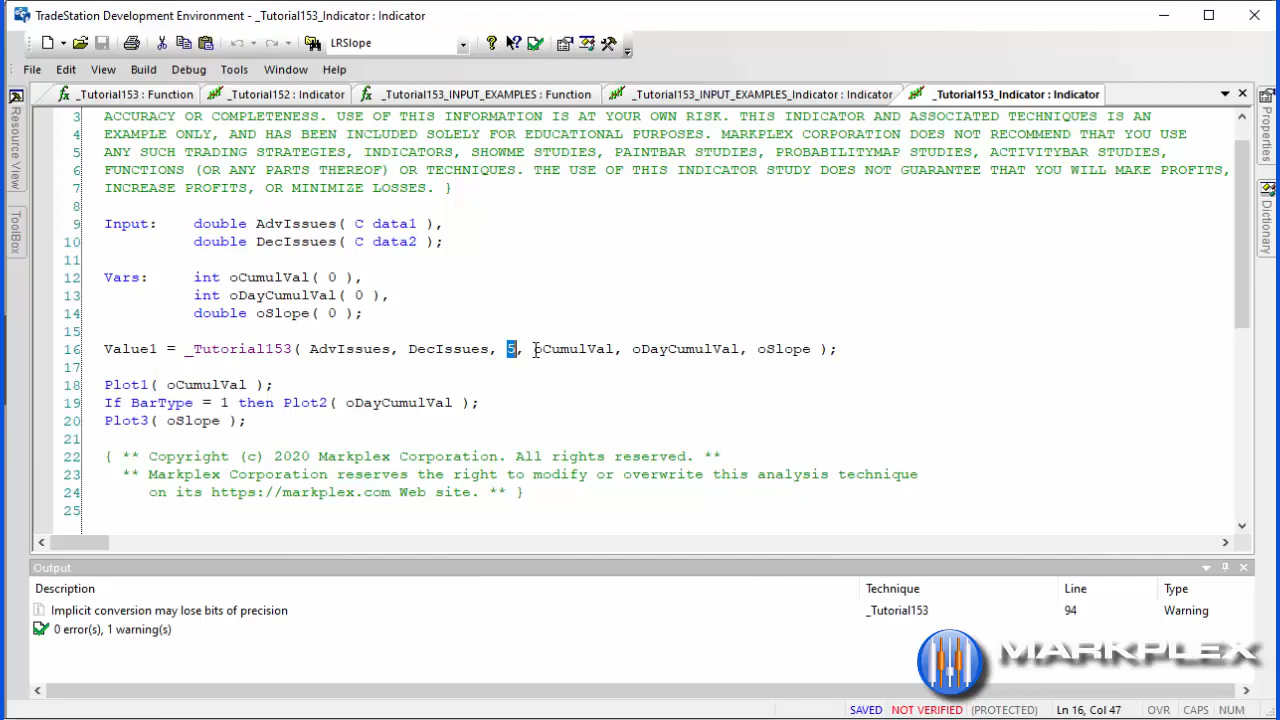 TradeStation Development Environment - _Tutorial153_Indicator : Indicator
LRSlope
File Edit View Build Debug Tools Window Help
_Tutorial153 : Function _Tutorial152 : Indicator _Tutorial153_INPUT_EXAMPLES : Function _Tutorial153_INPUT_EXAMPLES_Indicator : Indicator _Tutorial153_Indicator : Indicator
Resource View
ToolBox
Properties
Dictionary
3 ACCURACY OR COMPLETENESS. USE OF THIS INFORMATION IS AT YOUR OWN RISK. THIS INDICATOR AND ASSOCIATED TECHNIQUES IS AN
4 EXAMPLE ONLY, AND HAS BEEN INCLUDED SOLELY FOR EDUCATIONAL PURPOSES. MARKPLEX CORPORATION DOES NOT RECOMMEND THAT YOU USE
5 ANY SUCH TRADING STRATEGIES, INDICATORS, SHOWME STUDIES, PAINTBAR STUDIES, PROBABILITYMAP STUDIES, ACTIVITYBAR STUDIES,
6 FUNCTIONS (OR ANY PARTS THEREOF) OR TECHNIQUES. THE USE OF THIS INDICATOR STUDY DOES NOT GUARANTEE THAT YOU WILL MAKE PROFITS,
7 INCREASE PROFITS, OR MINIMIZE LOSSES. }
8
9 Input: double AdvIssues( C data1 ),
10 double DecIssues( C data2 );
11
12 Vars: int oCumulVal( 0 ),
13 int oDayCumulVal( 0 ),
14 double oSlope( 0 );
15
16 Value1 = _Tutorial153( AdvIssues, DecIssues, 5, oCumulVal, oDayCumulVal, oSlope );
17
18 Plot1( oCumulVal );
19 If BarType = 1 then Plot2( oDayCumulVal );
20 Plot3( oSlope );
21
22 { ** Copyright (c) 2020 Markplex Corporation. All rights reserved. **
23 ** Markplex Corporation reserves the right to modify or overwrite this analysis technique
24 on its https://markplex.com Web site. ** }
25
Output
Description Technique Line Type
Implicit conversion may lose bits of precision _Tutorial153 94 Warning
0 error(s), 1 warning(s)
MARKPLEX
SAVED NOT VERIFIED (PROTECTED) Ln 16, Col 47 OVR CAPS NUM